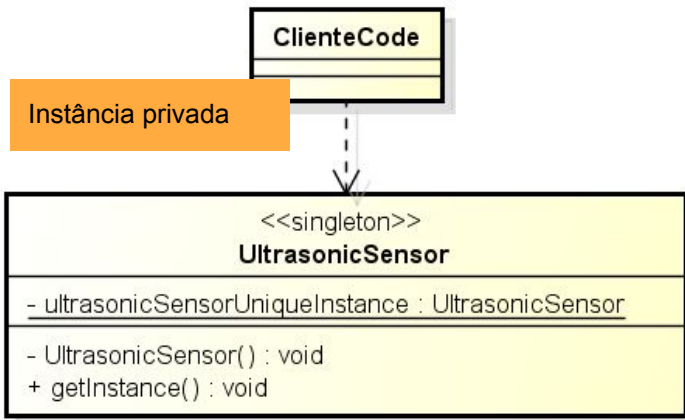 ClienteCode
Instância privada
<<singleton>>
UltrasonicSensor
- ultrasonicSensorUniqueInstance : UltrasonicSensor
- UltrasonicSensor() : void
+ getInstance() : void